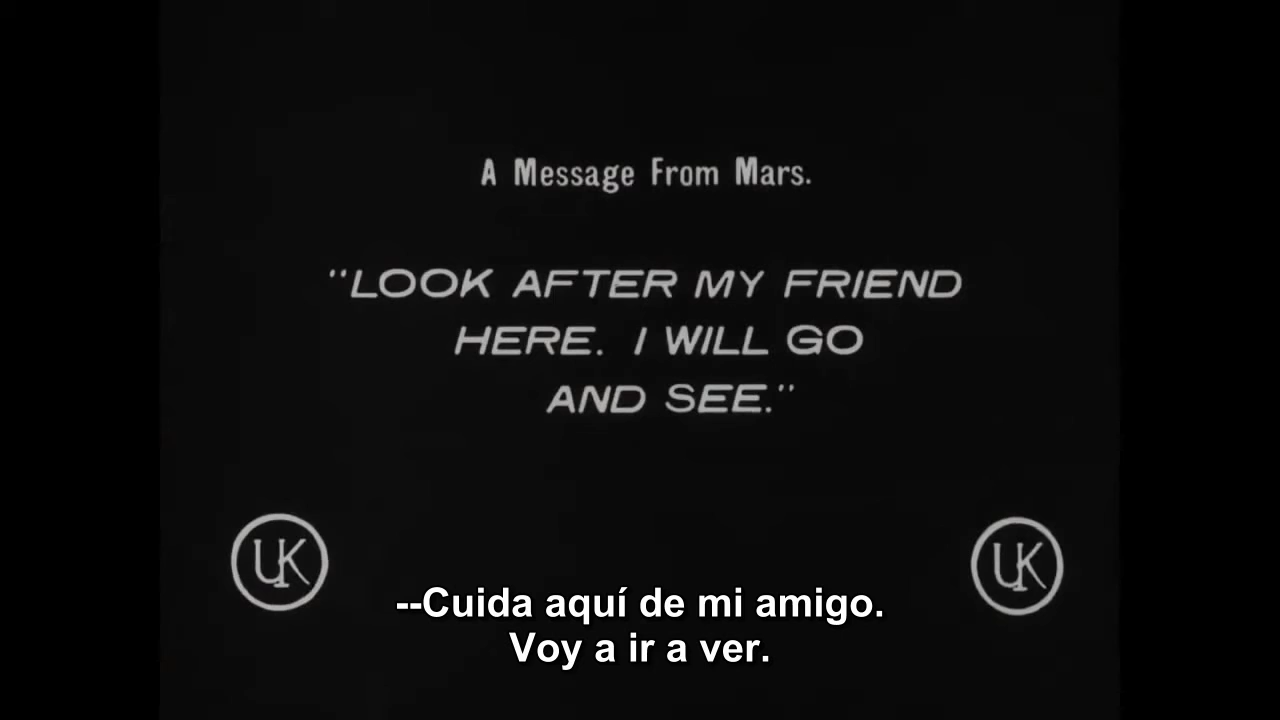 A Message From Mars.
"LOOK AFTER MY FRIEND
HERE. I WILL GO
AND SEE."
UK
UK
--Cuida aquí de mi amigo.
Voy a ir a ver.